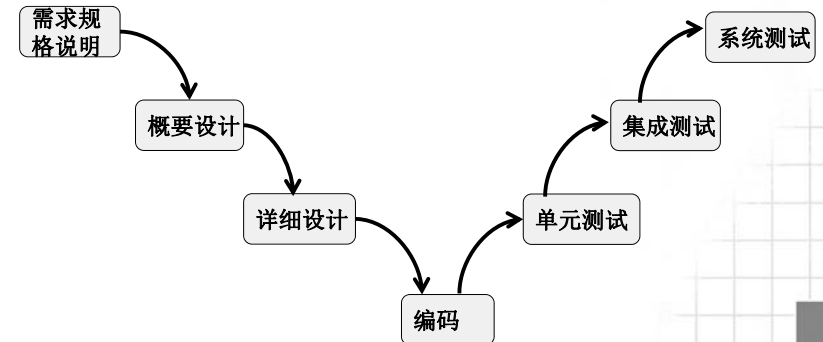 需求规
格说明
系统测试
概要设计
集成测试
详细设计
单元测试
编码